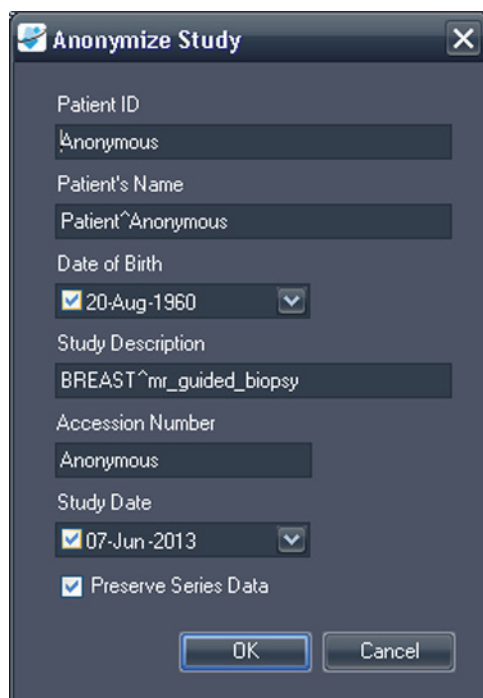 Anonymize Study
Patient ID
Anonymous
Patient's Name
Patient^Anonymous
Date of Birth
20-Aug-1960
Study Description
BREAST^mr_guided_biopsy
Accession Number
Anonymous
Study Date
07-Jun-2013
Preserve Series Data
OK Cancel